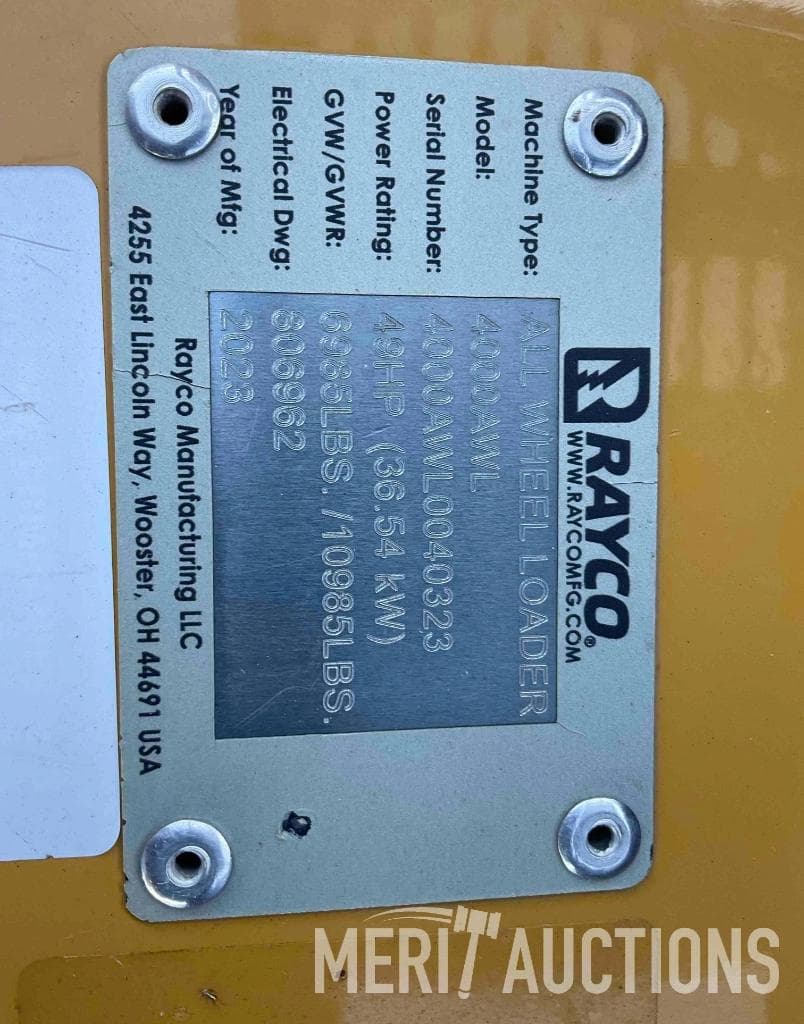 RAYCO®
WWW.RAYCOMFG.COM
Machine Type: ALL WHEEL LOADER
Model: 4000AWL
Serial Number: 4000AWL0040323
Power Rating: 49HP (36.54 kW)
GVW/GVWR: 6985LBS./10985LBS.
Electrical Dwg: 806962
Year of Mfg: 2023
Rayco Manufacturing LLC
4255 East Lincoln Way, Wooster, OH 44691 USA
MERIT AUCTIONS